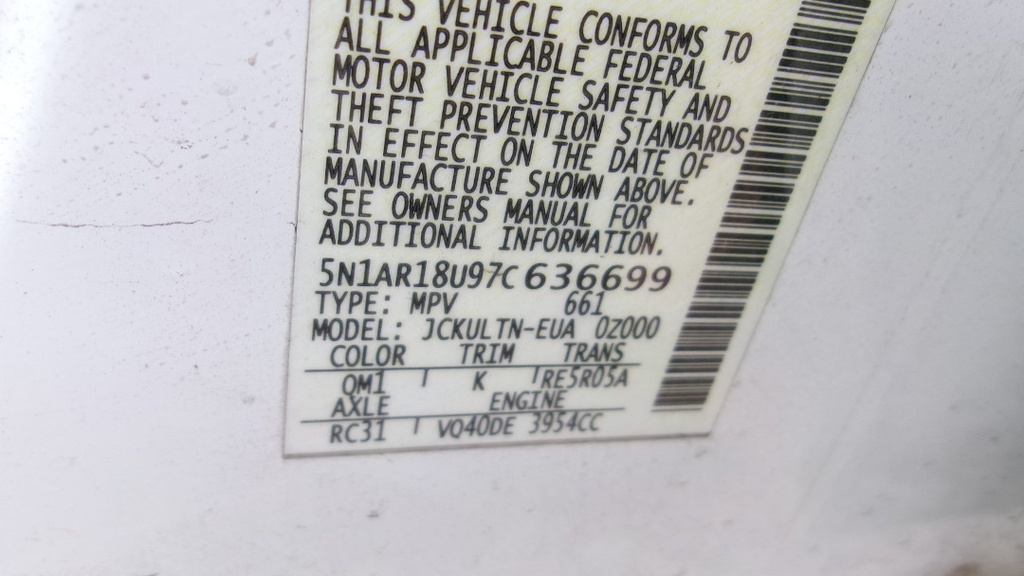 THIS VEHICLE CONFORMS TO
ALL APPLICABLE FEDERAL
MOTOR VEHICLE SAFETY AND
THEFT PREVENTION STANDARDS
IN EFFECT ON THE DATE OF
MANUFACTURE SHOWN ABOVE.
SEE OWNERS MANUAL FOR
ADDITIONAL INFORMATION.
5N1AR18U97C636699
TYPE: MPV 661
MODEL: JCKULTN-EUA 0Z000
COLOR TRIM TRANS
QM1 K RE5R05A
AXLE ENGINE
RC31 VQ40DE 3954CC